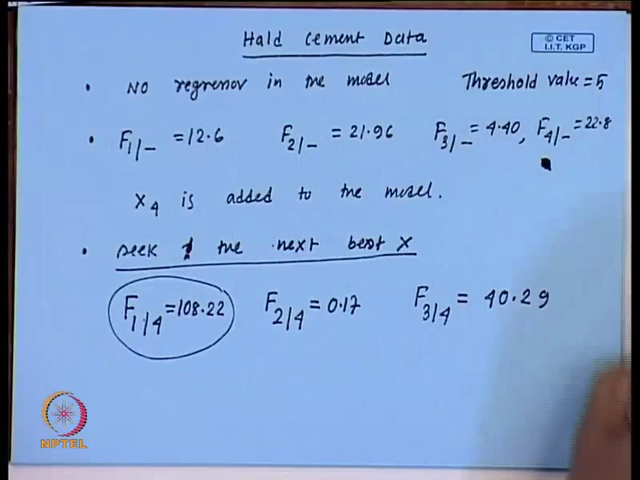 Hald Cement Data
© CET
I.I.T. KGP
• NO regressor in the model Threshold value = 5
• F1/– = 12.6 F2/– = 21.96 F3/– = 4.40, F4/– = 22.8
X4 is added to the model.
• seek the next best X
F1/4 = 108.22 F2/4 = 0.17 F3/4 = 40.29
NPTEL